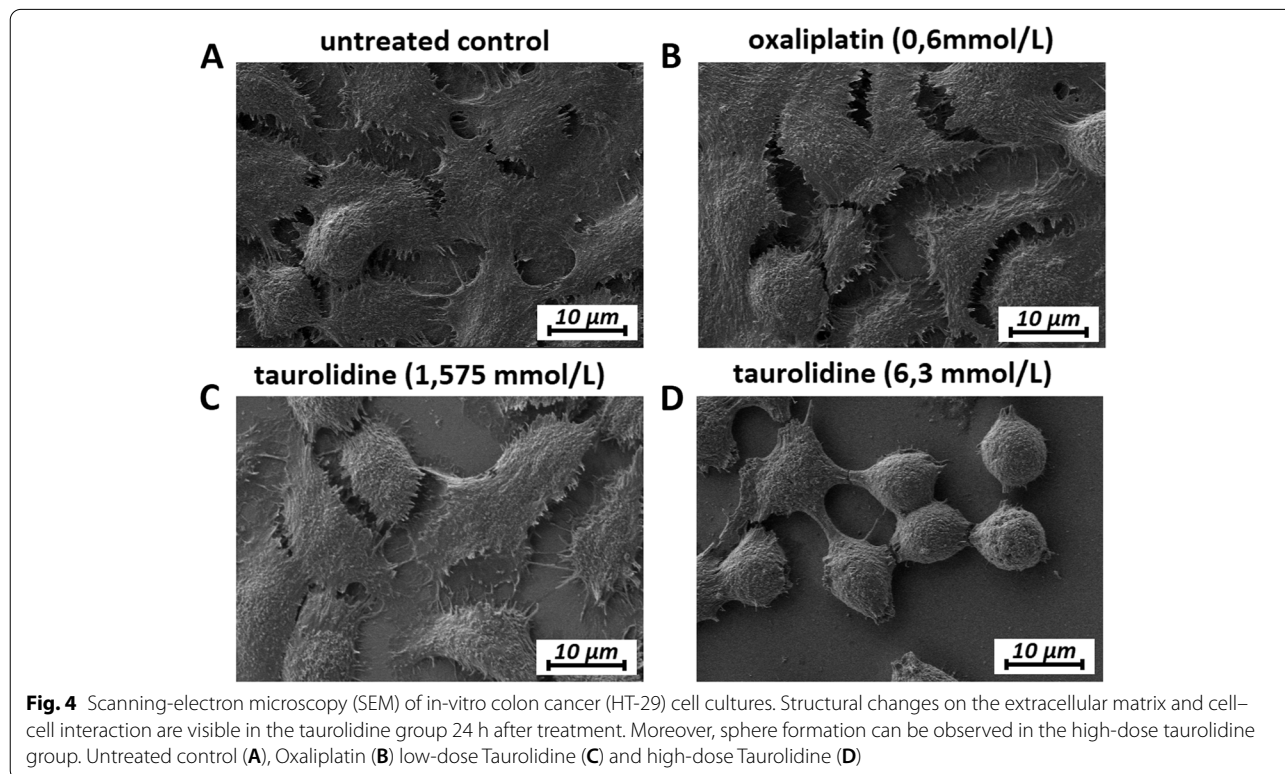 untreated control
A
10 µm
oxaliplatin (0,6mmol/L)
B
10 µm
taurolidine (1,575 mmol/L)
C
10 µm
taurolidine (6,3 mmol/L)
D
10 µm
Fig. 4 Scanning-electron microscopy (SEM) of in-vitro colon cancer (HT-29) cell cultures. Structural changes on the extracellular matrix and cell–
cell interaction are visible in the taurolidine group 24 h after treatment. Moreover, sphere formation can be observed in the high-dose taurolidine
group. Untreated control (A), Oxaliplatin (B) low-dose Taurolidine (C) and high-dose Taurolidine (D)